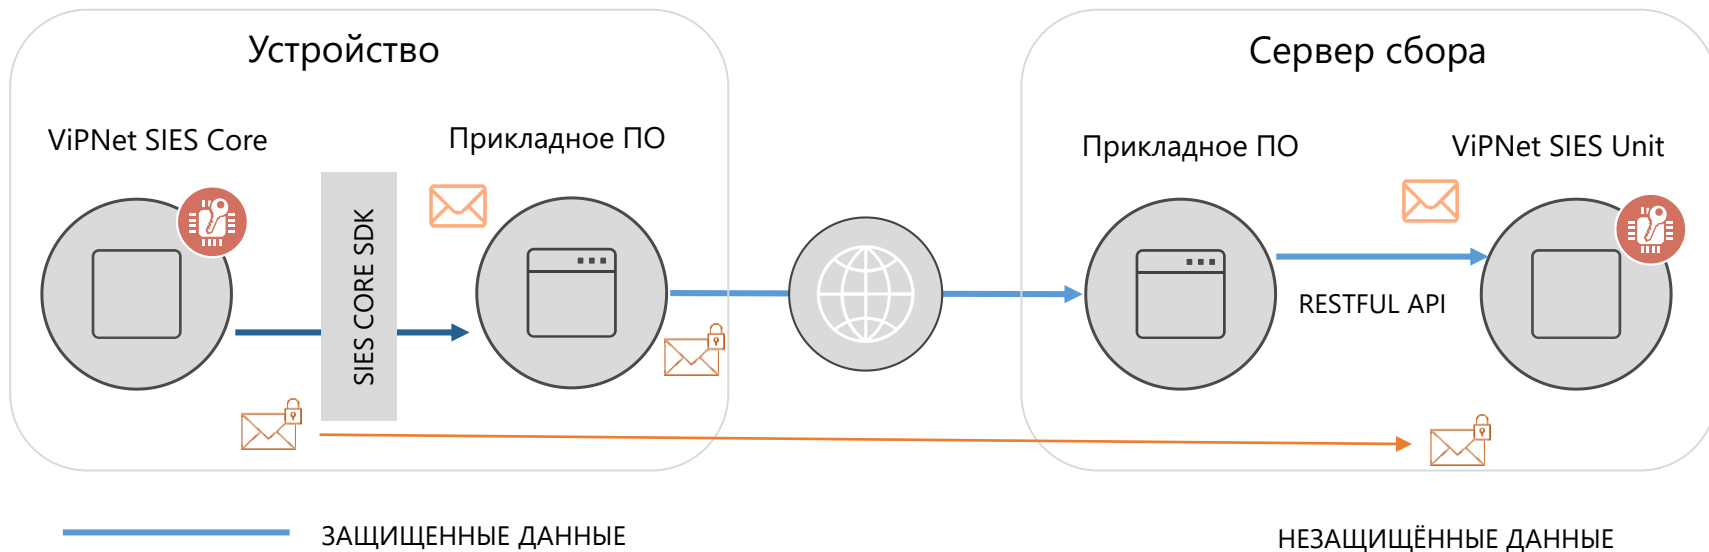 Устройство
Сервер сбора
ViPNet SIES Core
Прикладное ПО
Прикладное ПО
ViPNet SIES Unit
SIES CORE SDK
RESTFUL API
ЗАЩИЩЕННЫЕ ДАННЫЕ
НЕЗАЩИЩЁННЫЕ ДАННЫЕ